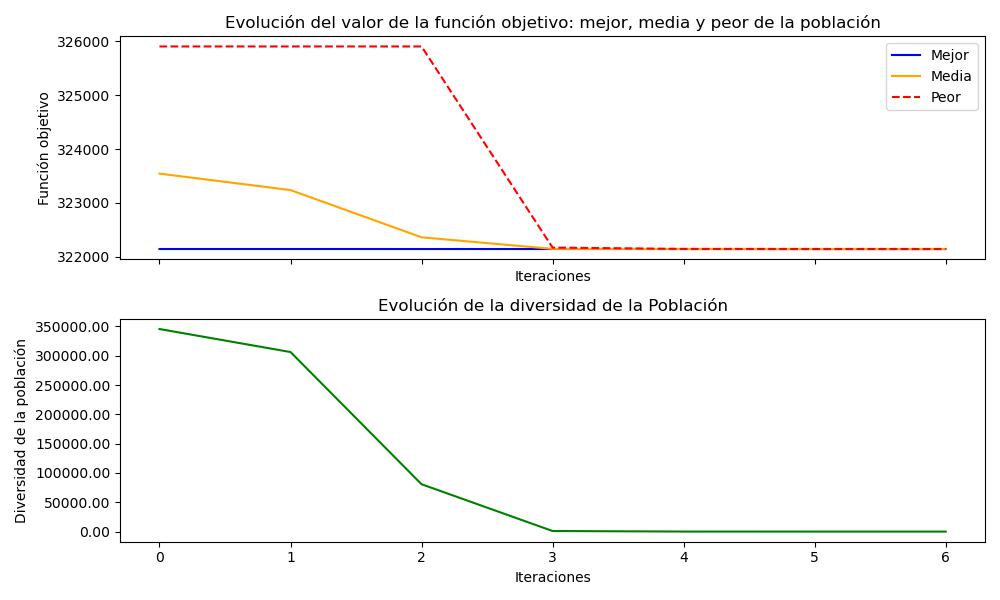 Evolución del valor de la función objetivo: mejor, media y peor de la población
326000
325000
324000
323000
322000
Función objetivo
Mejor
Media
Peor
Iteraciones
Evolución de la diversidad de la Población
350000.00
300000.00
250000.00
200000.00
150000.00
100000.00
50000.00
0.00
Diversidad de la población
0 1 2 3 4 5 6
Iteraciones